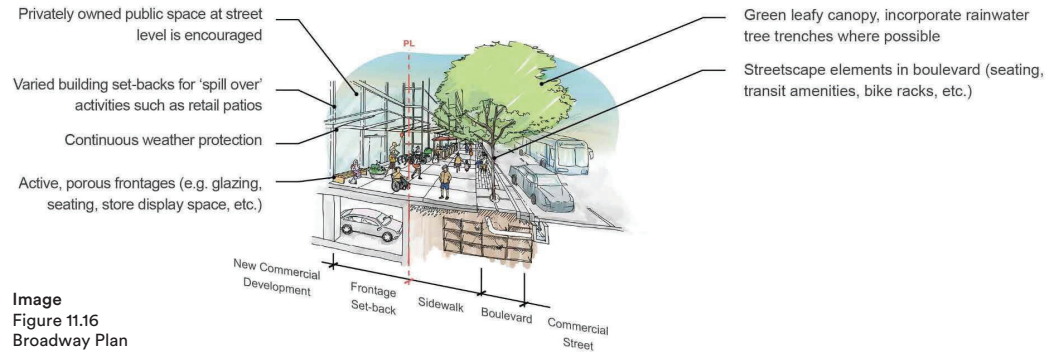 Privately owned public space at street
level is encouraged
Varied building set-backs for ‘spill over’
activities such as retail patios
Continuous weather protection
Active, porous frontages (e.g. glazing,
seating, store display space, etc.)
PL
Green leafy canopy, incorporate rainwater
tree trenches where possible
Streetscape elements in boulevard (seating,
transit amenities, bike racks, etc.)
New Commercial
Development
Frontage
Set-back
Sidewalk
Boulevard
Commercial
Street
Image
Figure 11.16
Broadway Plan